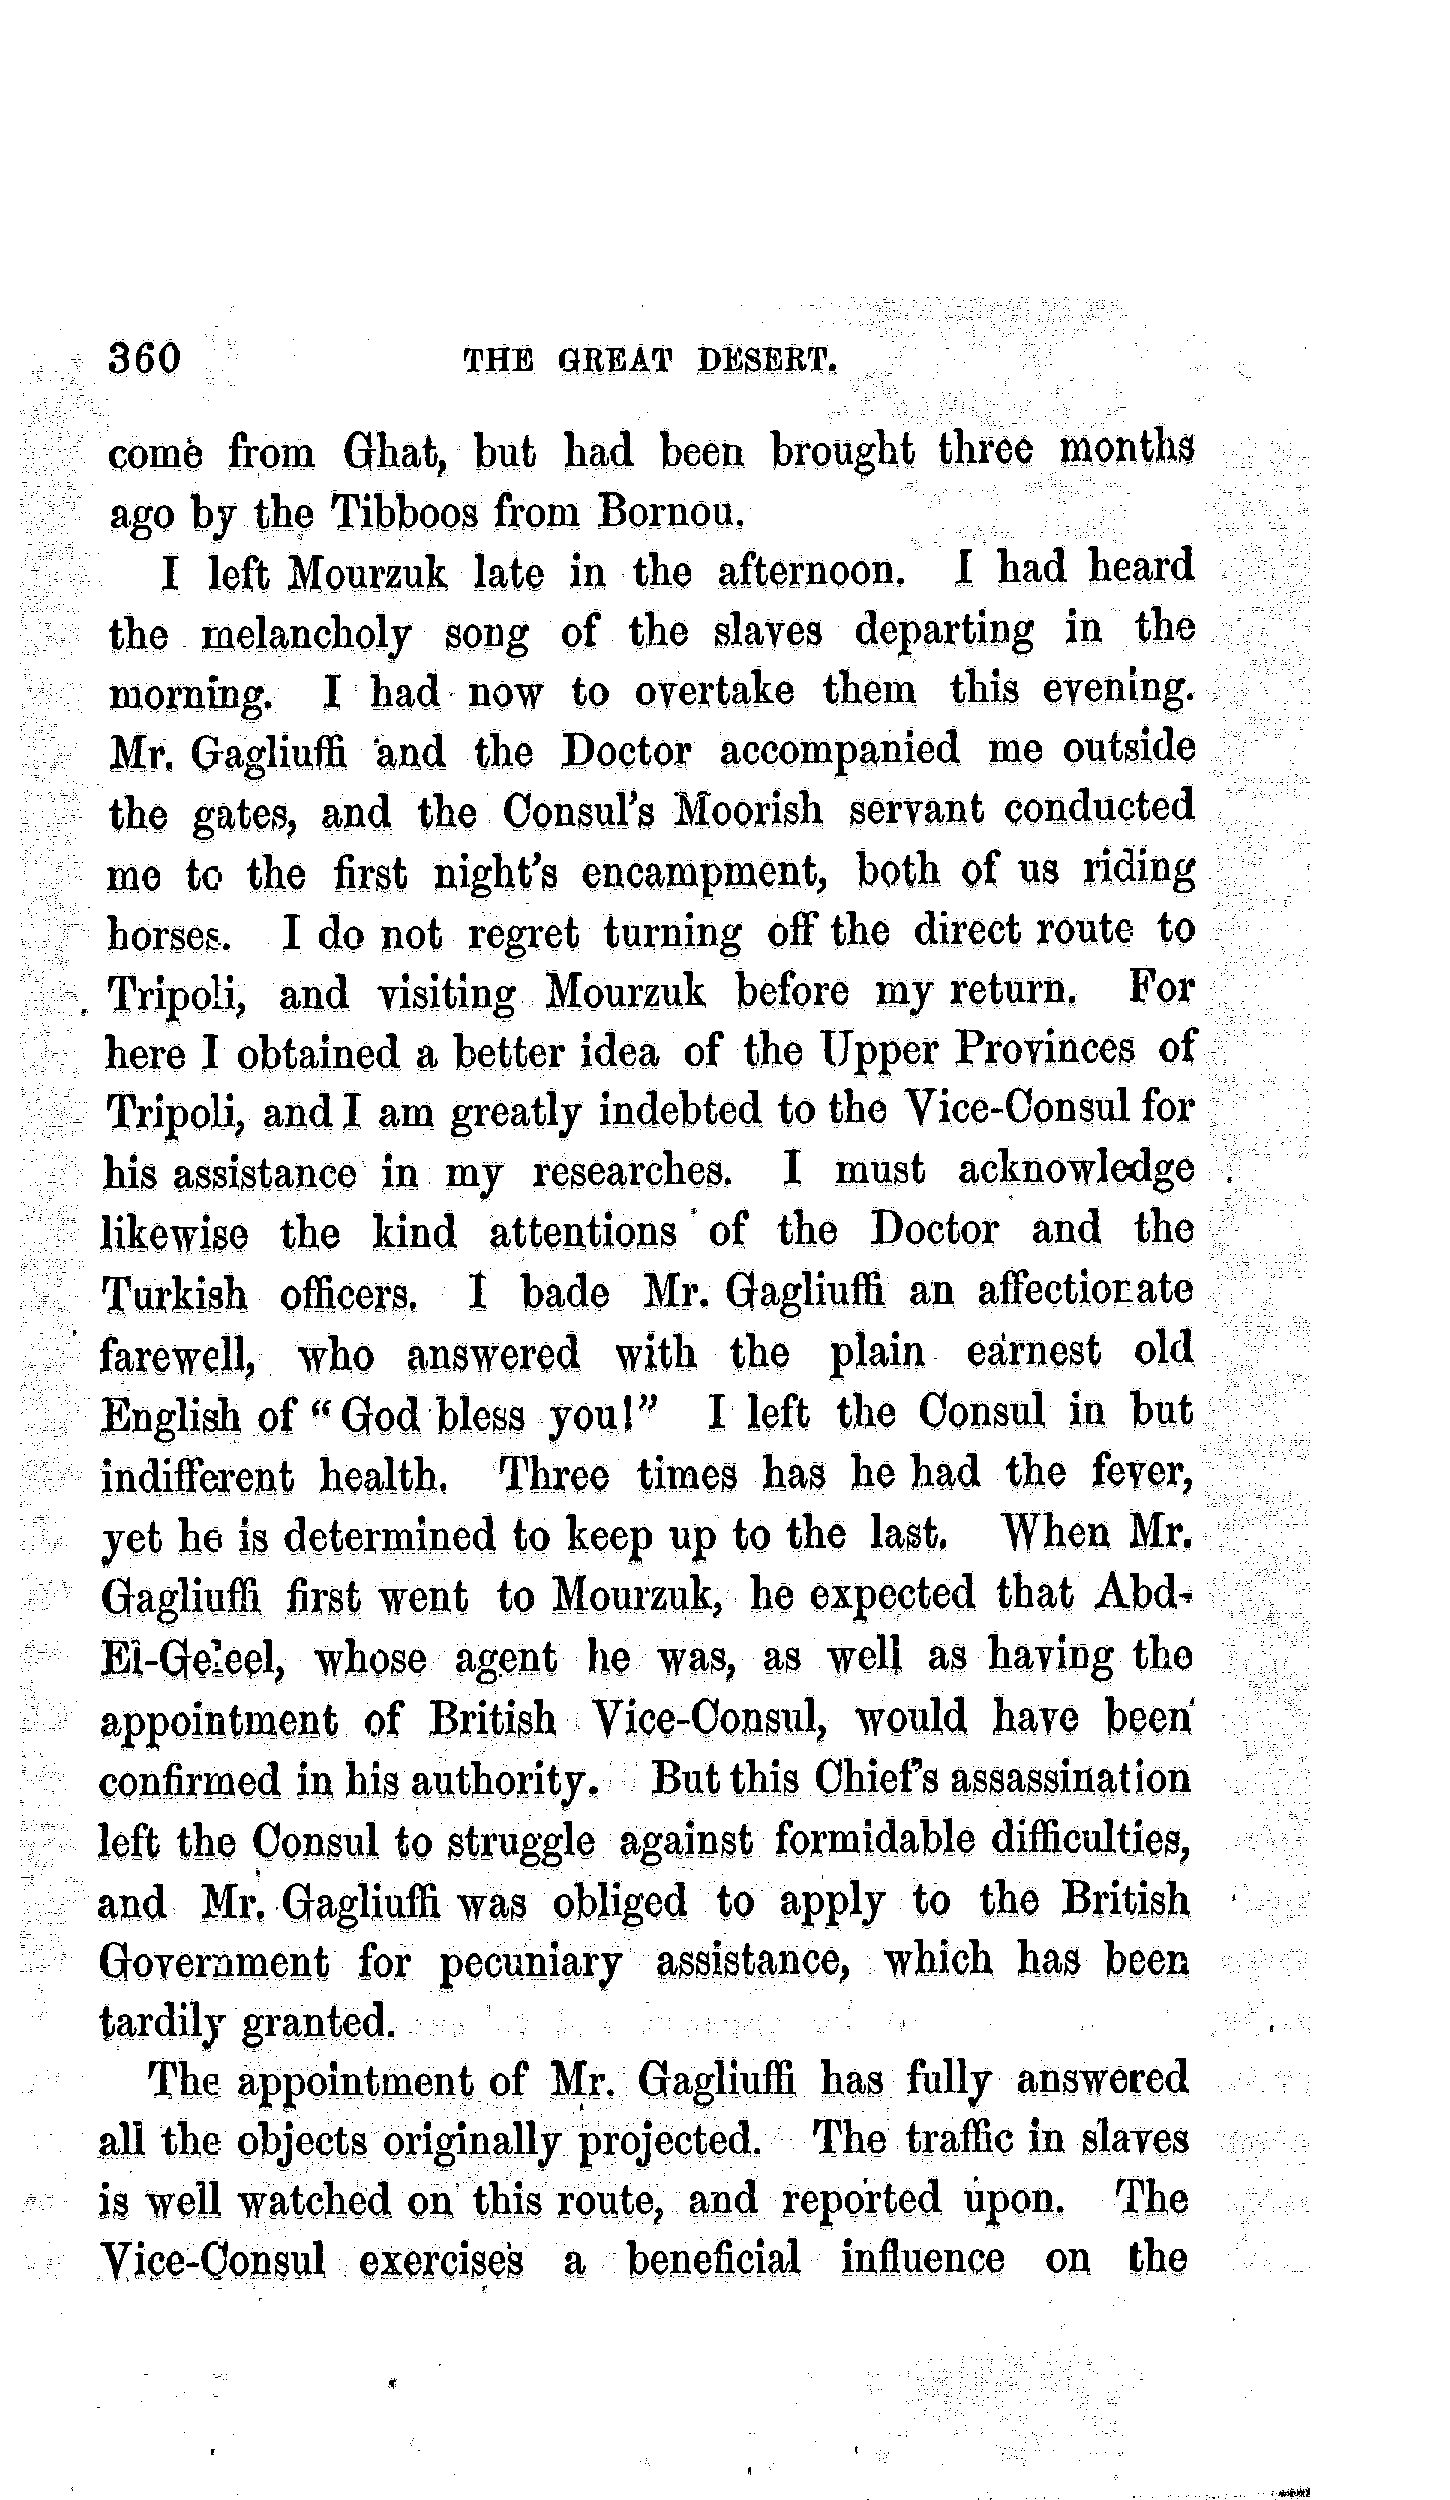 360 THE GREAT DESERT.
come from Ghat, but had been brought three months
ago by the Tibboos from Bornou.
I left Mourzuk late in the afternoon. I had heard
the melancholy song of the slaves departing in the
morning. I had now to overtake them this evening.
Mr. Gagliuffi and the Doctor accompanied me outside
the gates, and the Consul's Moorish servant conducted
me to the first night's encampment, both of us riding
horses. I do not regret turning off the direct route to
Tripoli, and visiting Mourzuk before my return. For
here I obtained a better idea of the Upper Provinces of
Tripoli, and I am greatly indebted to the Vice-Consul for
his assistance in my researches. I must acknowledge
likewise the kind attentions of the Doctor and the
Turkish officers. I bade Mr. Gagliuffi an affectionate
farewell, who answered with the plain earnest old
English of "God bless you!" I left the Consul in but
indifferent health. Three times has he had the fever,
yet he is determined to keep up to the last. When Mr.
Gagliuffi first went to Mourzuk, he expected that Abd-
El-Geleel, whose agent he was, as well as having the
appointment of British Vice-Consul, would have been
confirmed in his authority. But this Chief's assassination
left the Consul to struggle against formidable difficulties,
and Mr. Gagliuffi was obliged to apply to the British
Government for pecuniary assistance, which has been
tardily granted.
The appointment of Mr. Gagliuffi has fully answered
all the objects originally projected. The traffic in slaves
is well watched on this route, and reported upon. The
Vice-Consul exercises a beneficial influence on the